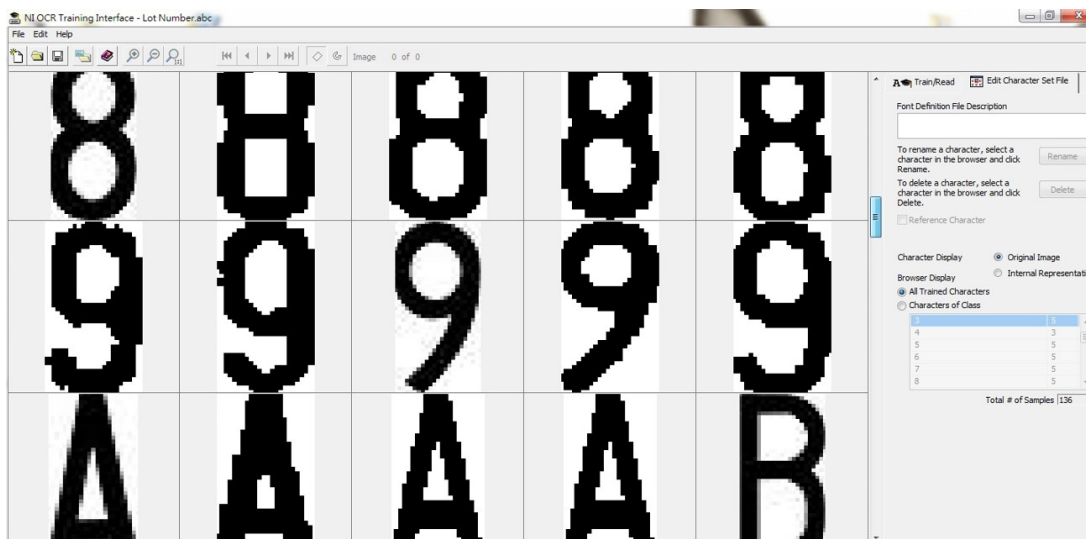 NI OCR Training Interface - Lot Number.abc
File Edit Help
Image 0 of 0
8 8 8 8 8
9 9 9 9 9
A A A A B
Train/Read Edit Character Set File
Font Definition File Description
To rename a character, select a
character in the browser and click
Rename.
Rename
To delete a character, select a
character in the browser and click
Delete.
Delete
Reference Character
Character Display Original Image
Internal Representati
Browser Display
All Trained Characters
Characters of Class
3 5
4 3
5 5
6 5
7 5
8 5
Total # of Samples 136